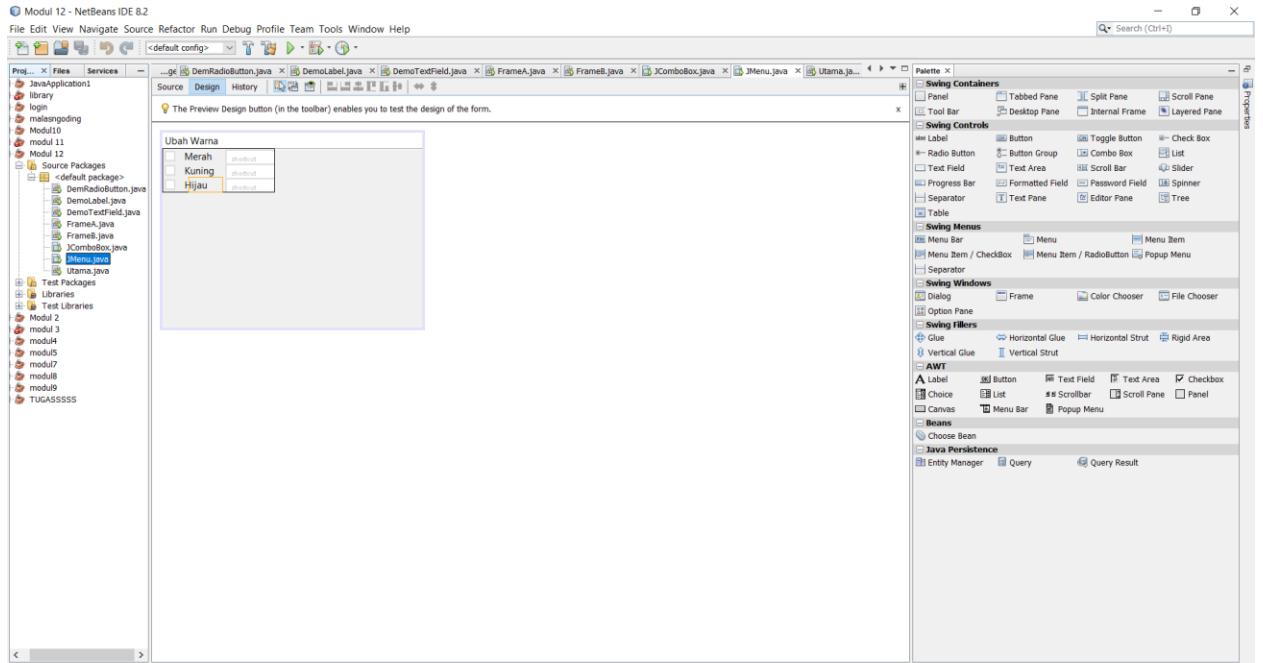 Modul 12 - NetBeans IDE 8.2
File Edit View Navigate Source Refactor Run Debug Profile Team Tools Window Help
Search (Ctrl+I)
<default config>
Proj... Files Services
...ge DemRadioButton.java DemoLabel.java DemoTextField.java FrameA.java FrameB.java JComboBox.java JMenu.java Utama.ja...
Source Design History
The Preview Design button (in the toolbar) enables you to test the design of the form.
JavaApplication1
library
login
malasngoding
Modul10
modul 11
Modul 12
Source Packages
<default package>
DemRadioButton.java
DemoLabel.java
DemoTextField.java
FrameA.java
FrameB.java
JComboBox.java
JMenu.java
Utama.java
Test Packages
Libraries
Test Libraries
Modul 2
modul 3
modul4
modul5
modul7
modul8
modul9
TUGASSSSS
Ubah Warna
Merah shortcut
Kuning shortcut
Hijau shortcut
Palette
Swing Containers
Panel Tabbed Pane Split Pane Scroll Pane
Tool Bar Desktop Pane Internal Frame Layered Pane
Swing Controls
label Label Button Toggle Button Check Box
Radio Button Button Group Combo Box List
Text Field Text Area Scroll Bar Slider
Progress Bar Formatted Field Password Field Spinner
Separator Text Pane Editor Pane Tree
Table
Swing Menus
Menu Bar Menu Menu Item
Menu Item / CheckBox Menu Item / RadioButton Popup Menu
Separator
Swing Windows
Dialog Frame Color Chooser File Chooser
Option Pane
Swing Fillers
Glue Horizontal Glue Horizontal Strut Rigid Area
Vertical Glue Vertical Strut
AWT
Label Button Text Field Text Area Checkbox
Choice List Scrollbar Scroll Pane Panel
Canvas Menu Bar Popup Menu
Beans
Choose Bean
Java Persistence
Entity Manager Query Query Result
Properties